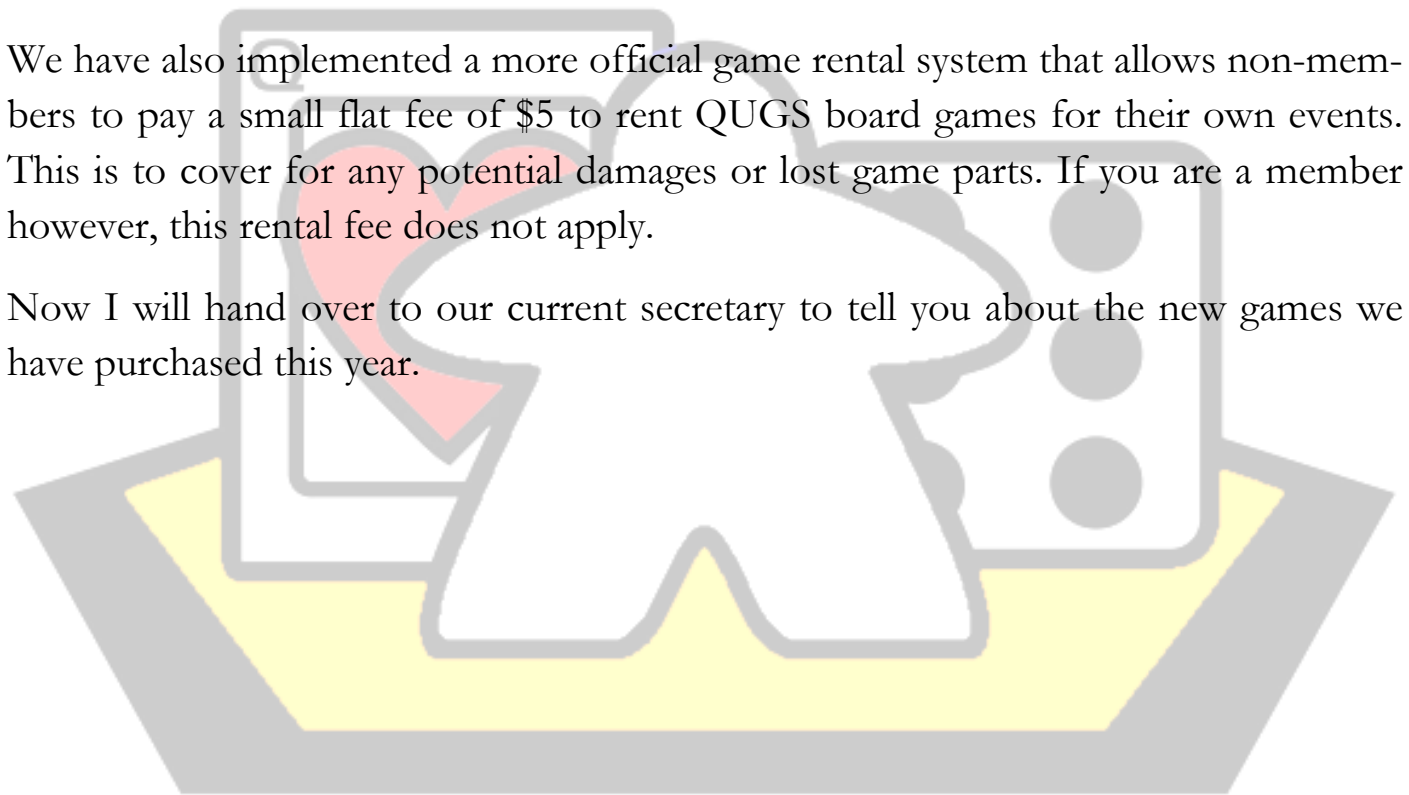 We have also implemented a more official game rental system that allows non-mem-
bers to pay a small flat fee of $5 to rent QUGS board games for their own events.
This is to cover for any potential damages or lost game parts. If you are a member
however, this rental fee does not apply.
Now I will hand over to our current secretary to tell you about the new games we
have purchased this year.
Q